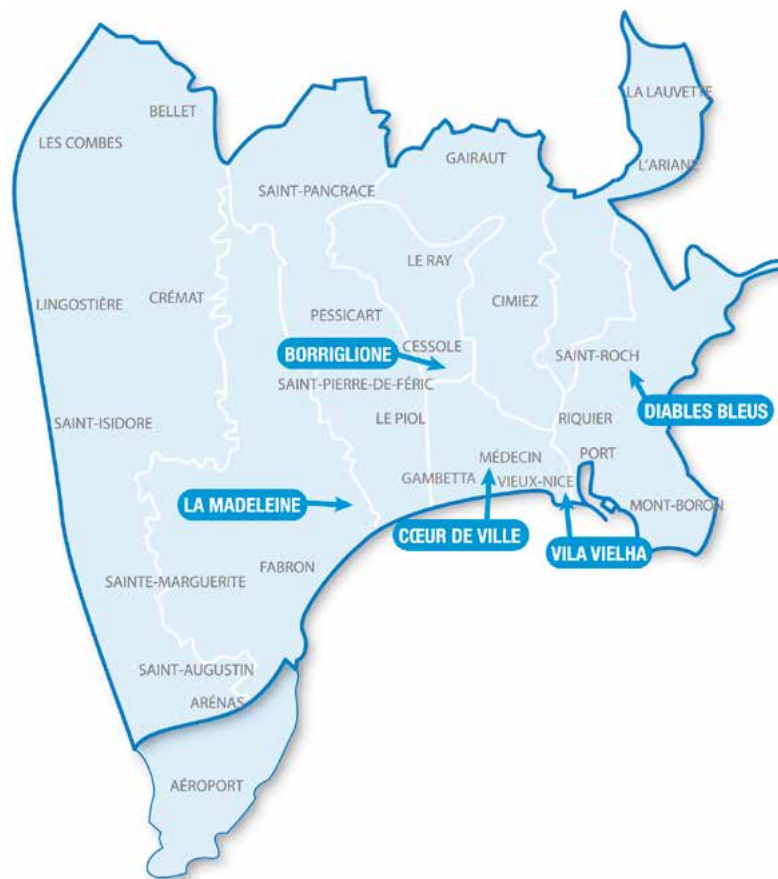 LA LAUVETTE
BELLET
LES COMBES
GAIRAUT
L'ARIANE
SAINT-PANCRACE
LE RAY
CRÉMAT
CIMIEZ
LINGOSTIÈRE
PESSICART
CESSOLE
BORRIGLIONE
SAINT-ROCH
SAINT-PIERRE-DE-FÉRIC
DIABLES BLEUS
LE PIOL
RIQUIER
SAINT-ISIDORE
PORT
MÉDECIN
GAMBETTA
VIEUX-NICE
LA MADELEINE
MONT-BORON
CŒUR DE VILLE
VILA VIELHA
FABRON
SAINTE-MARGUERITE
SAINT-AUGUSTIN
ARÉNAS
AÉROPORT